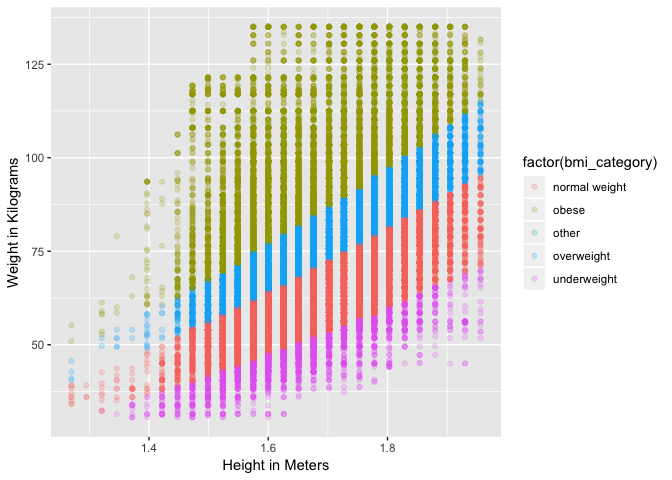 125
100
75
50
Weight in Kilograms
1.4
1.6
1.8
Height in Meters
factor(bmi_category)
normal weight
obese
other
overweight
underweight